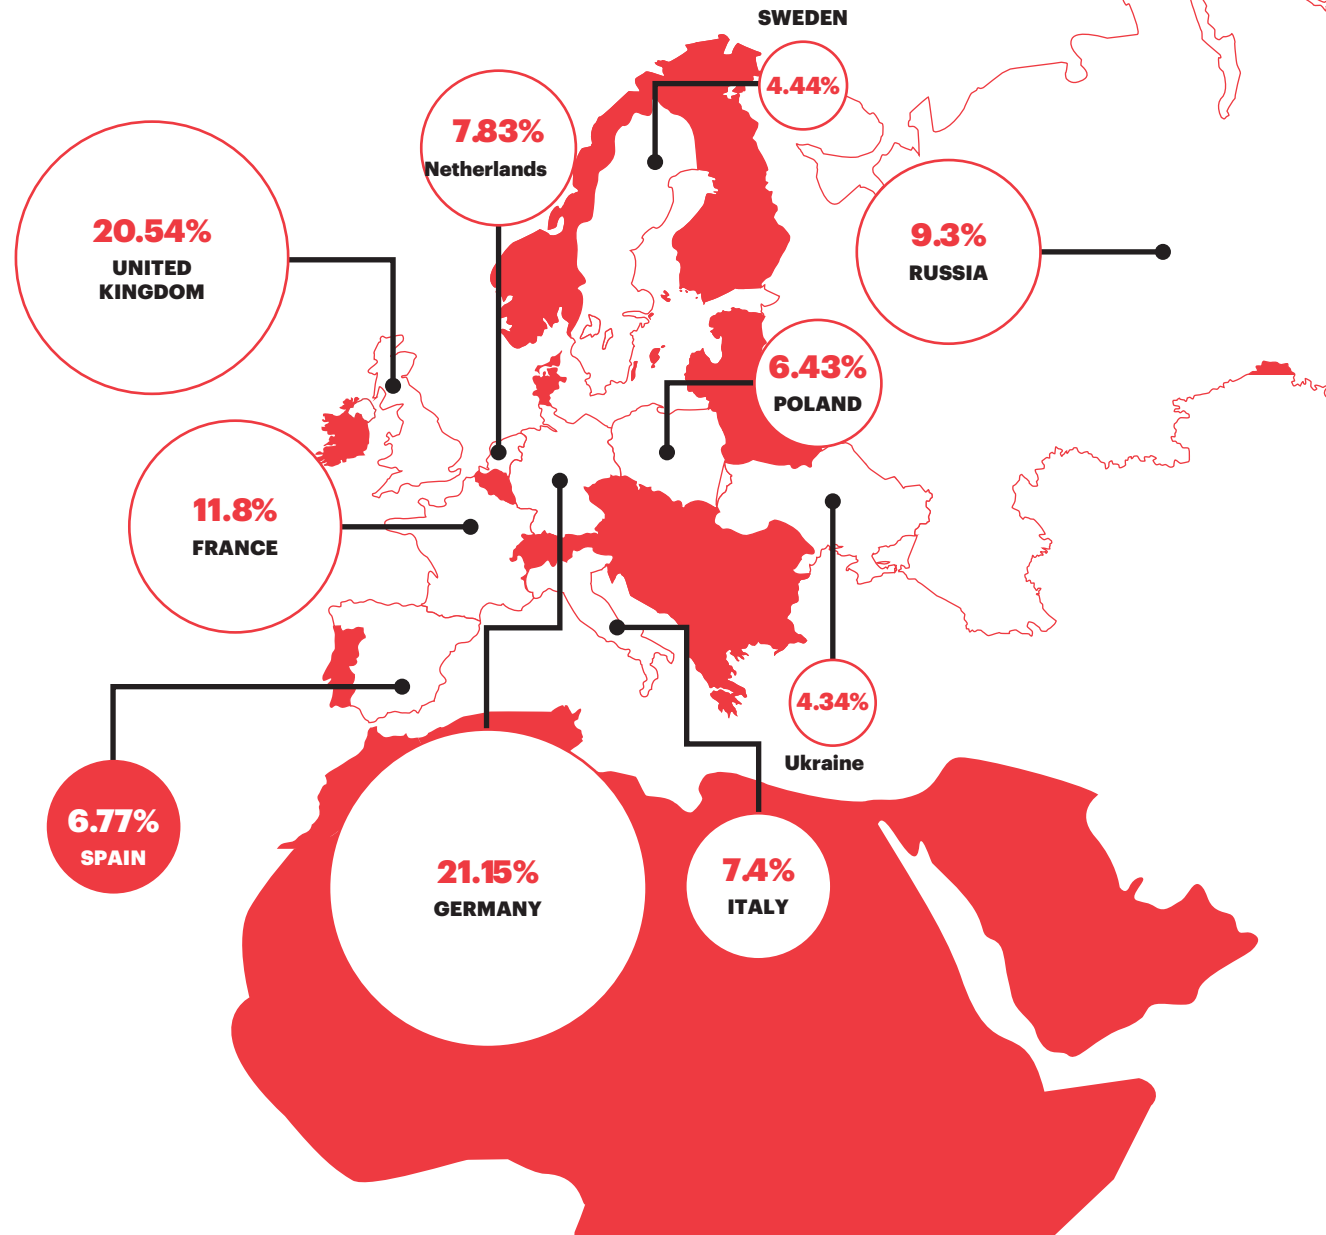 SWEDEN
4.44%
7.83%
Netherlands
20.54%
UNITED
KINGDOM
9.3%
RUSSIA
6.43%
POLAND
11.8%
FRANCE
4.34%
Ukraine
6.77%
SPAIN
21.15%
GERMANY
7.4%
ITALY